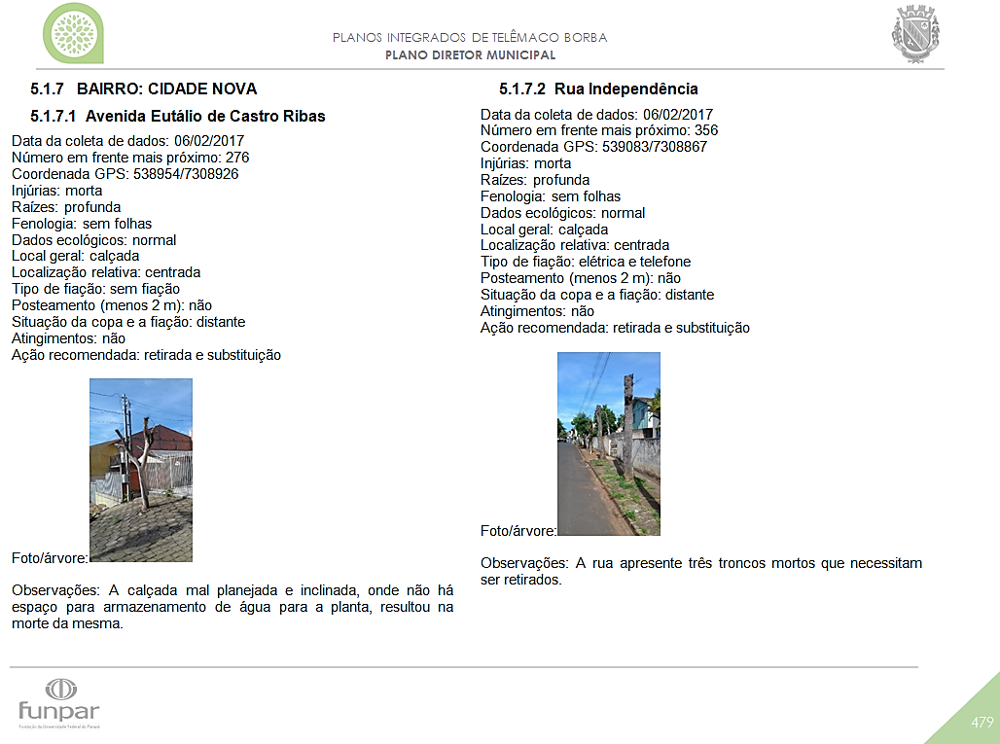 PLANOS INTEGRADOS DE TELÊMACO BORBA
PLANO DIRETOR MUNICIPAL
5.1.7 BAIRRO: CIDADE NOVA
5.1.7.1 Avenida Eutálio de Castro Ribas
Data da coleta de dados: 06/02/2017
Número em frente mais próximo: 276
Coordenada GPS: 538954/7308926
Injúrias: morta
Raízes: profunda
Fenologia: sem folhas
Dados ecológicos: normal
Local geral: calçada
Localização relativa: centrada
Tipo de fiação: sem fiação
Posteamento (menos 2 m): não
Situação da copa e a fiação: distante
Atingimentos: não
Ação recomendada: retirada e substituição
Foto/árvore:
Observações: A calçada mal planejada e inclinada, onde não há
espaço para armazenamento de água para a planta, resultou na
morte da mesma.
5.1.7.2 Rua Independência
Data da coleta de dados: 06/02/2017
Número em frente mais próximo: 356
Coordenada GPS: 539083/7308867
Injúrias: morta
Raízes: profunda
Fenologia: sem folhas
Dados ecológicos: normal
Local geral: calçada
Localização relativa: centrada
Tipo de fiação: elétrica e telefone
Posteamento (menos 2 m): não
Situação da copa e a fiação: distante
Atingimentos: não
Ação recomendada: retirada e substituição
Foto/árvore:
Observações: A rua apresente três troncos mortos que necessitam
ser retirados.
funpar
Fundação da Universidade Federal do Paraná
479